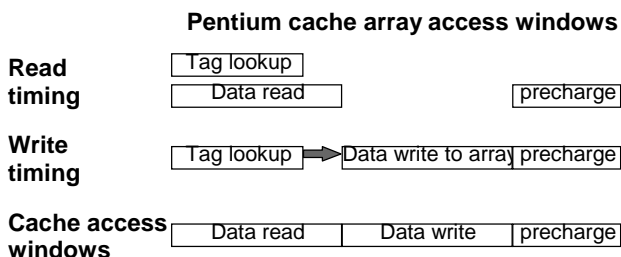 Pentium cache array access windows
Read Tag lookup
timing Data read precharge
Write
timing Tag lookup Data write to array precharge
Cache access
windows Data read Data write precharge